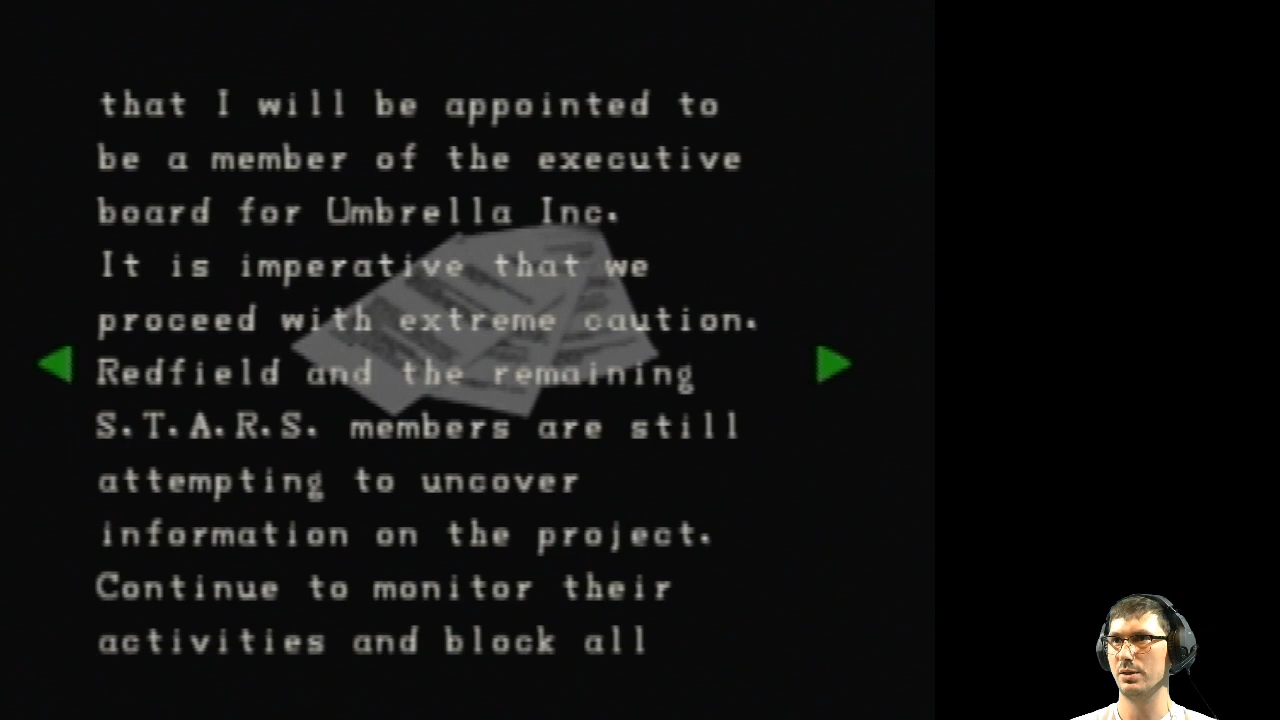 that I will be appointed to
be a member of the executive
board for Umbrella Inc.
It is imperative that we
proceed with extreme caution.
Redfield and the remaining
S.T.A.R.S. members are still
attempting to uncover
information on the project.
Continue to monitor their
activities and block all